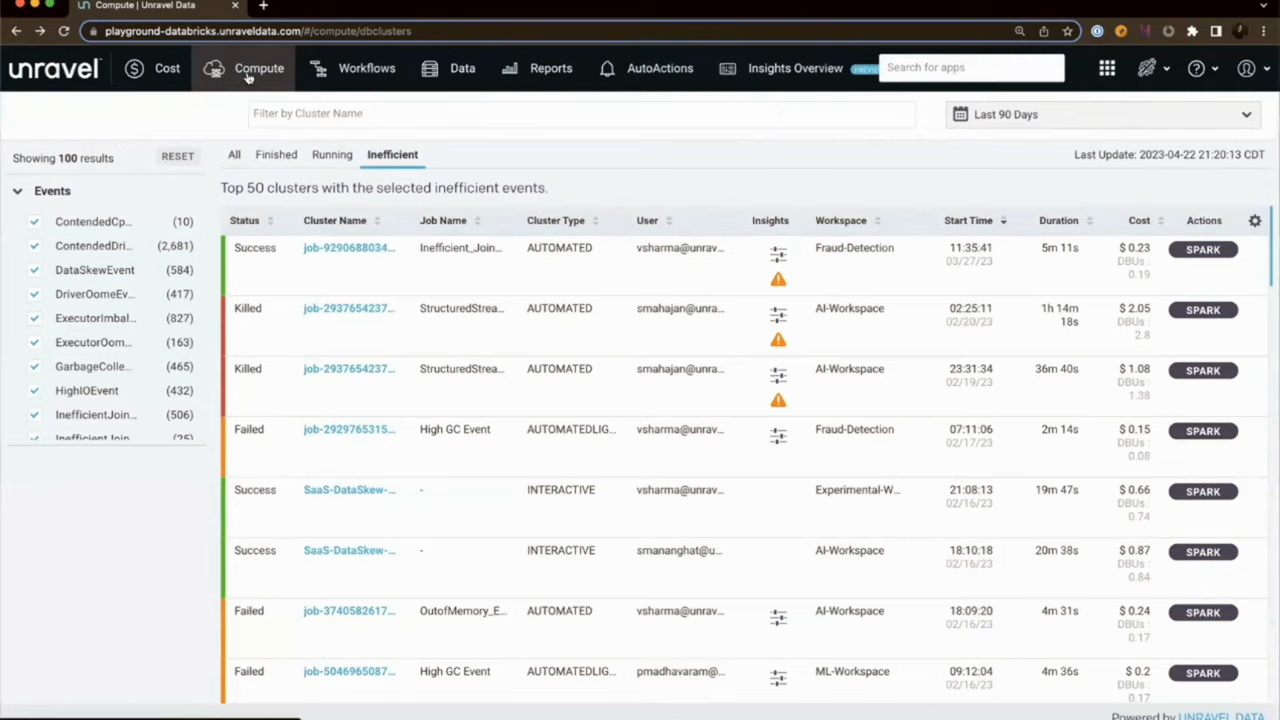 Compute | Unravel Data
playground-databricks.unraveldata.com/#/compute/dbclusters
unravel Cost Compute Workflows Data Reports AutoActions Insights Overview Search for apps
Filter by Cluster Name
Last 90 Days
Showing 100 results RESET
All Finished Running Inefficient
Last Update: 2023-04-22 21:20:13 CDT
Events
Top 50 clusters with the selected inefficient events.
ContendedCp... (10)
ContendedDri... (2,681)
DataSkewEvent (584)
DriverOomeEv... (417)
ExecutorImbal... (827)
ExecutorOom... (163)
GarbageColle... (465)
HighIOEvent (432)
InefficientJoin... (506)
InefficientJoin... (25)
Status Cluster Name Job Name Cluster Type User Insights Workspace Start Time Duration Cost Actions
Success job-9290688034... Inefficient_Join... AUTOMATED vsharma@unrav... Fraud-Detection 11:35:41 5m 11s $ 0.23 SPARK
03/27/23 DBUs :
0.19
Killed job-2937654237... StructuredStrea... AUTOMATED smahajan@unra... AI-Workspace 02:25:11 1h 14m $ 2.05 SPARK
02/20/23 18s DBUs :
2.8
Killed job-2937654237... StructuredStrea... AUTOMATED smahajan@unra... AI-Workspace 23:31:34 36m 40s $ 1.08 SPARK
02/19/23 DBUs :
1.38
Failed job-2929765315... High GC Event AUTOMATEDLIG... vsharma@unrav... Fraud-Detection 07:11:06 2m 14s $ 0.15 SPARK
02/17/23 DBUs :
0.08
Success SaaS-DataSkew-... - INTERACTIVE vsharma@unrav... Experimental-W... 21:08:13 19m 47s $ 0.66 SPARK
02/16/23 DBUs :
0.74
Success SaaS-DataSkew-... - INTERACTIVE smananghat@u... AI-Workspace 18:10:18 20m 38s $ 0.87 SPARK
02/16/23 DBUs :
0.84
Failed job-3740582617... OutofMemory_E... AUTOMATED vsharma@unrav... AI-Workspace 18:09:20 4m 31s $ 0.24 SPARK
02/16/23 DBUs :
0.17
Failed job-5046965087... High GC Event AUTOMATEDLIG... pmadhavaram@... ML-Workspace 09:12:04 4m 36s $ 0.2 SPARK
02/16/23 DBUs :
0.17
Powered by UNRAVEL DATA